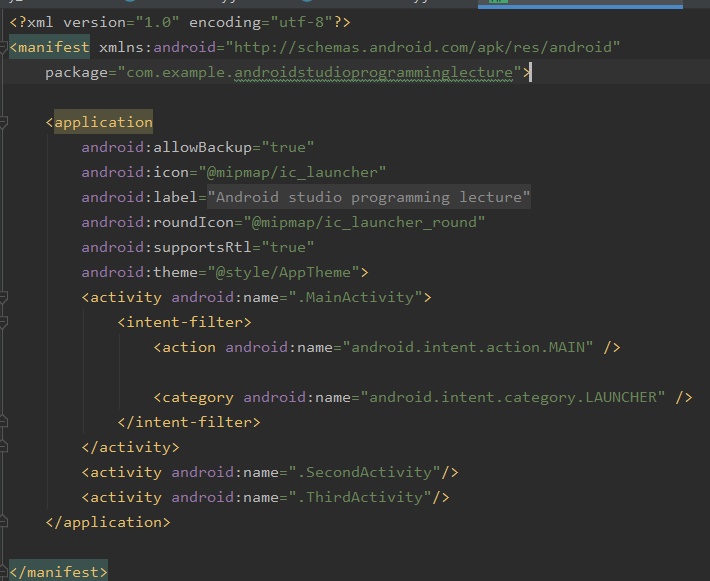 <?xml version="1.0" encoding="utf-8"?>
<manifest xmlns:android="http://schemas.android.com/apk/res/android"
    package="com.example.androidstudioprogramminglecture">

    <application
        android:allowBackup="true"
        android:icon="@mipmap/ic_launcher"
        android:label="Android studio programming lecture"
        android:roundIcon="@mipmap/ic_launcher_round"
        android:supportsRtl="true"
        android:theme="@style/AppTheme">
        <activity android:name=".MainActivity">
            <intent-filter>
                <action android:name="android.intent.action.MAIN" />

                <category android:name="android.intent.category.LAUNCHER" />
            </intent-filter>
        </activity>
        <activity android:name=".SecondActivity"/>
        <activity android:name=".ThirdActivity"/>
    </application>

</manifest>